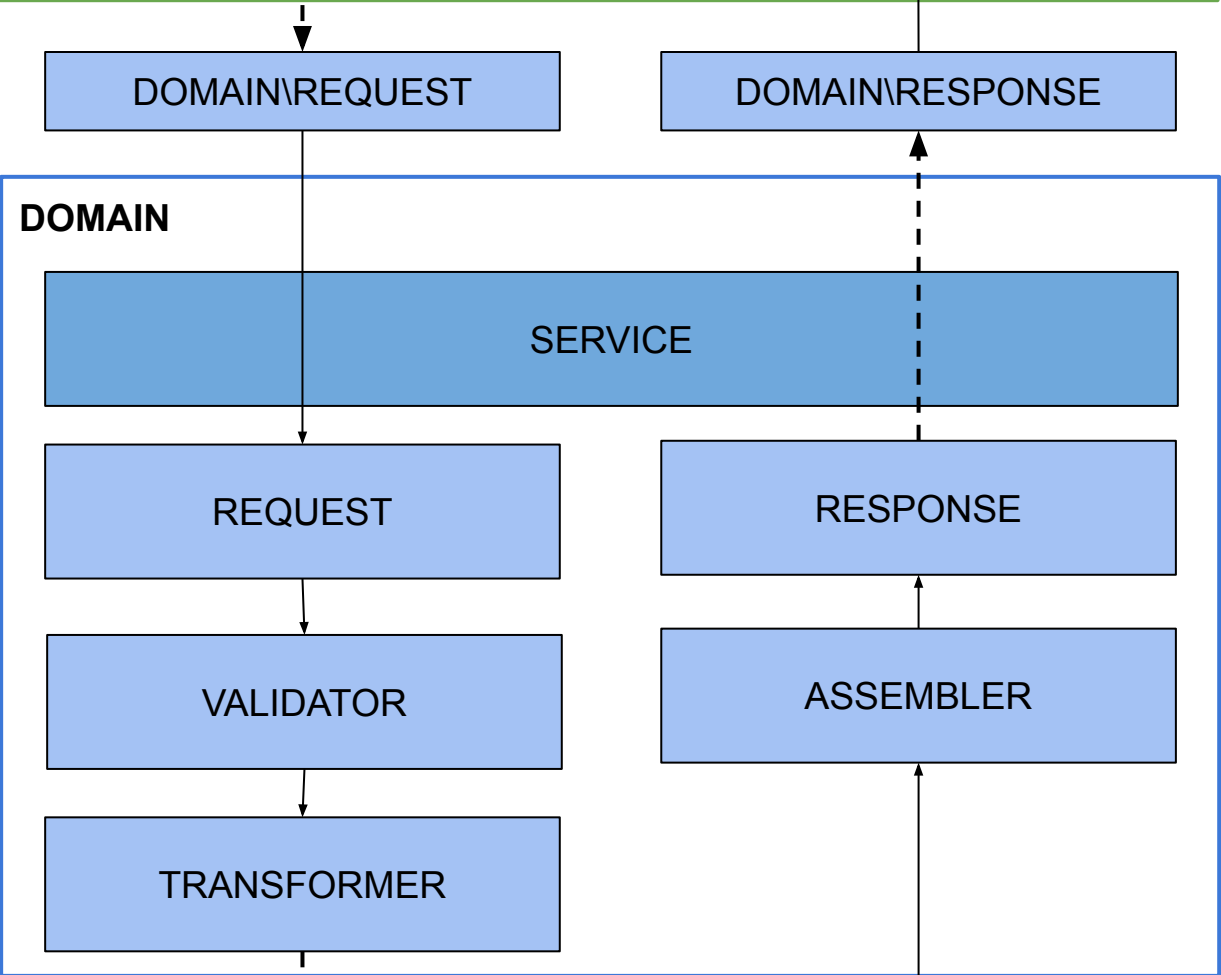 DOMAIN\REQUEST
DOMAIN\RESPONSE
DOMAIN
SERVICE
REQUEST
RESPONSE
VALIDATOR
ASSEMBLER
TRANSFORMER